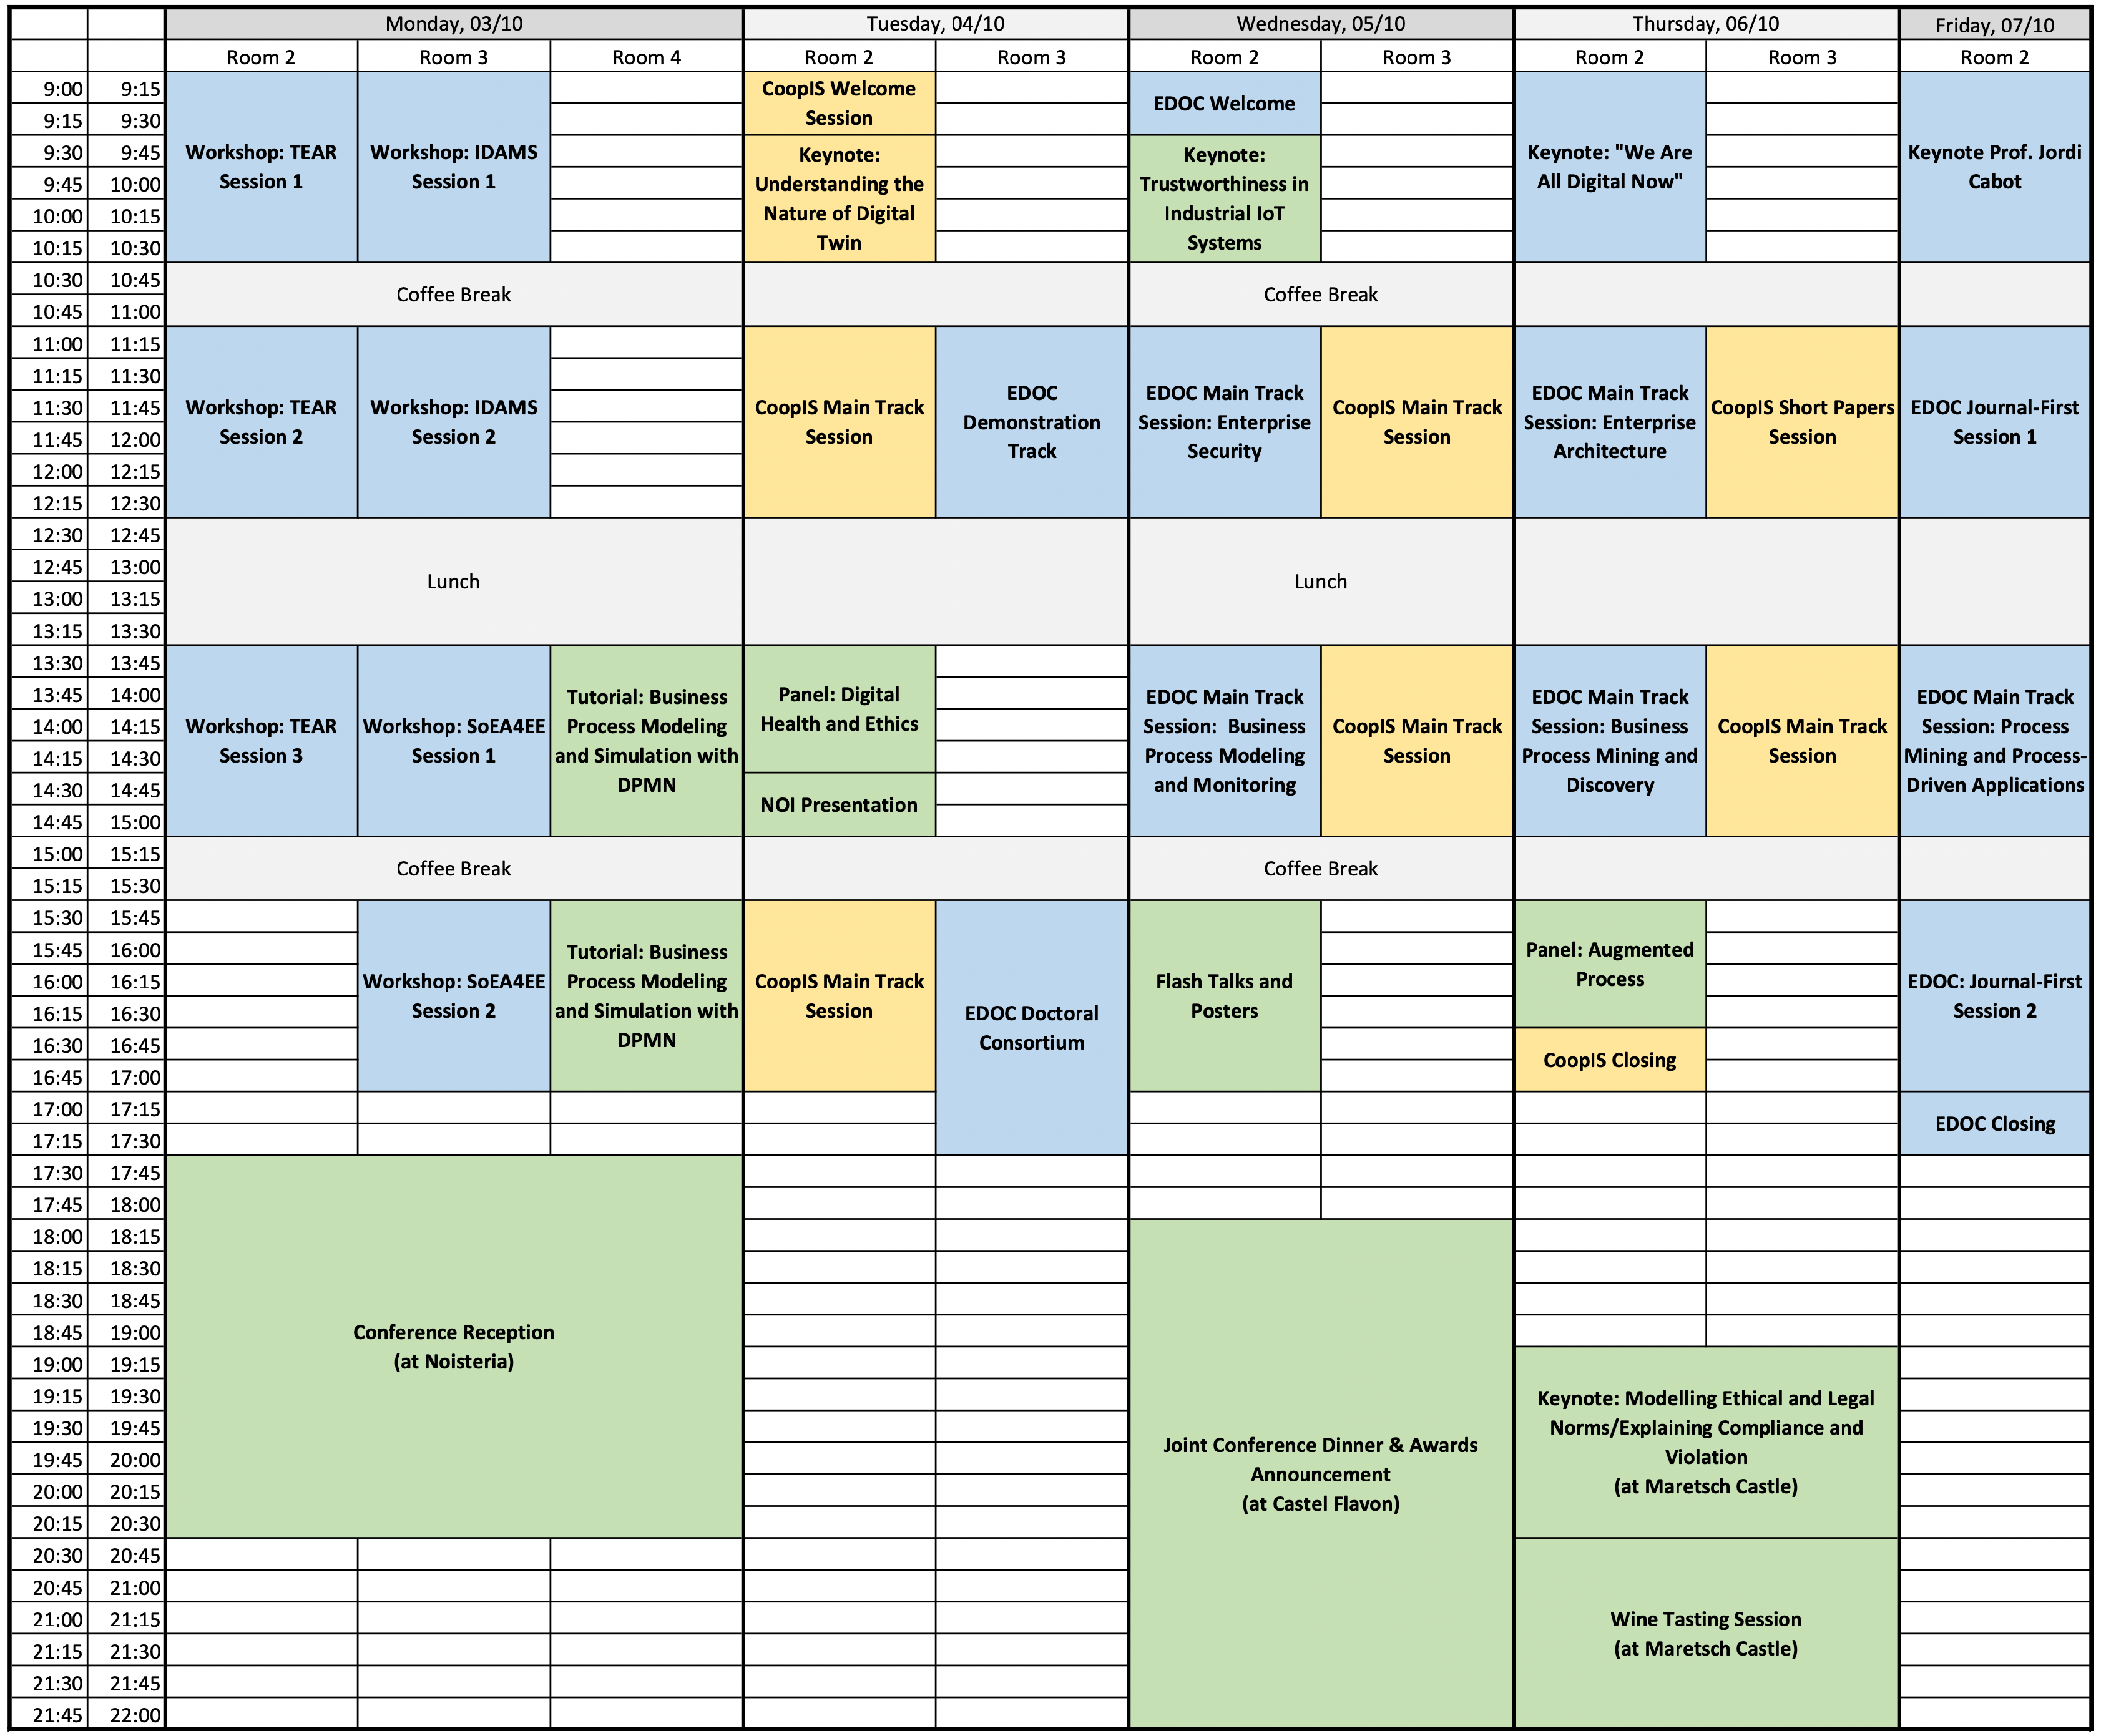 Monday, 03/10 Tuesday, 04/10 Wednesday, 05/10 Thursday, 06/10 Friday, 07/10
Room 2 Room 3 Room 4 Room 2 Room 3 Room 2 Room 3 Room 2 Room 3 Room 2
9:00 9:15
9:15 9:30
9:30 9:45
9:45 10:00
10:00 10:15
10:15 10:30
Workshop: TEAR
Session 1
Workshop: IDAMS
Session 1
CoopIS Welcome
Session
Keynote:
Understanding the
Nature of Digital
Twin
EDOC Welcome
Keynote:
Trustworthiness in
Industrial IoT
Systems
Keynote: "We Are
All Digital Now"
Keynote Prof. Jordi
Cabot
10:30 10:45
10:45 11:00
Coffee Break
Coffee Break
11:00 11:15
11:15 11:30
11:30 11:45
11:45 12:00
12:00 12:15
12:15 12:30
Workshop: TEAR
Session 2
Workshop: IDAMS
Session 2
CoopIS Main Track
Session
EDOC
Demonstration
Track
EDOC Main Track
Session: Enterprise
Security
CoopIS Main Track
Session
EDOC Main Track
Session: Enterprise
Architecture
CoopIS Short Papers
Session
EDOC Journal-First
Session 1
12:30 12:45
12:45 13:00
13:00 13:15
13:15 13:30
Lunch
Lunch
13:30 13:45
13:45 14:00
14:00 14:15
14:15 14:30
14:30 14:45
14:45 15:00
Workshop: TEAR
Session 3
Workshop: SoEA4EE
Session 1
Tutorial: Business
Process Modeling
and Simulation with
DPMN
Panel: Digital
Health and Ethics
NOI Presentation
EDOC Main Track
Session:  Business
Process Modeling
and Monitoring
CoopIS Main Track
Session
EDOC Main Track
Session: Business
Process Mining and
Discovery
CoopIS Main Track
Session
EDOC Main Track
Session: Process
Mining and Process-
Driven Applications
15:00 15:15
15:15 15:30
Coffee Break
Coffee Break
15:30 15:45
15:45 16:00
16:00 16:15
16:15 16:30
16:30 16:45
16:45 17:00
17:00 17:15
17:15 17:30
Workshop: SoEA4EE
Session 2
Tutorial: Business
Process Modeling
and Simulation with
DPMN
CoopIS Main Track
Session
EDOC Doctoral
Consortium
Flash Talks and
Posters
Panel: Augmented
Process
CoopIS Closing
EDOC: Journal-First
Session 2
EDOC Closing
17:30 17:45
17:45 18:00
18:00 18:15
18:15 18:30
18:30 18:45
18:45 19:00
19:00 19:15
19:15 19:30
19:30 19:45
19:45 20:00
20:00 20:15
20:15 20:30
20:30 20:45
20:45 21:00
21:00 21:15
21:15 21:30
21:30 21:45
21:45 22:00
Conference Reception
(at Noisteria)
Joint Conference Dinner & Awards
Announcement
(at Castel Flavon)
Keynote: Modelling Ethical and Legal
Norms/Explaining Compliance and
Violation
(at Maretsch Castle)
Wine Tasting Session
(at Maretsch Castle)